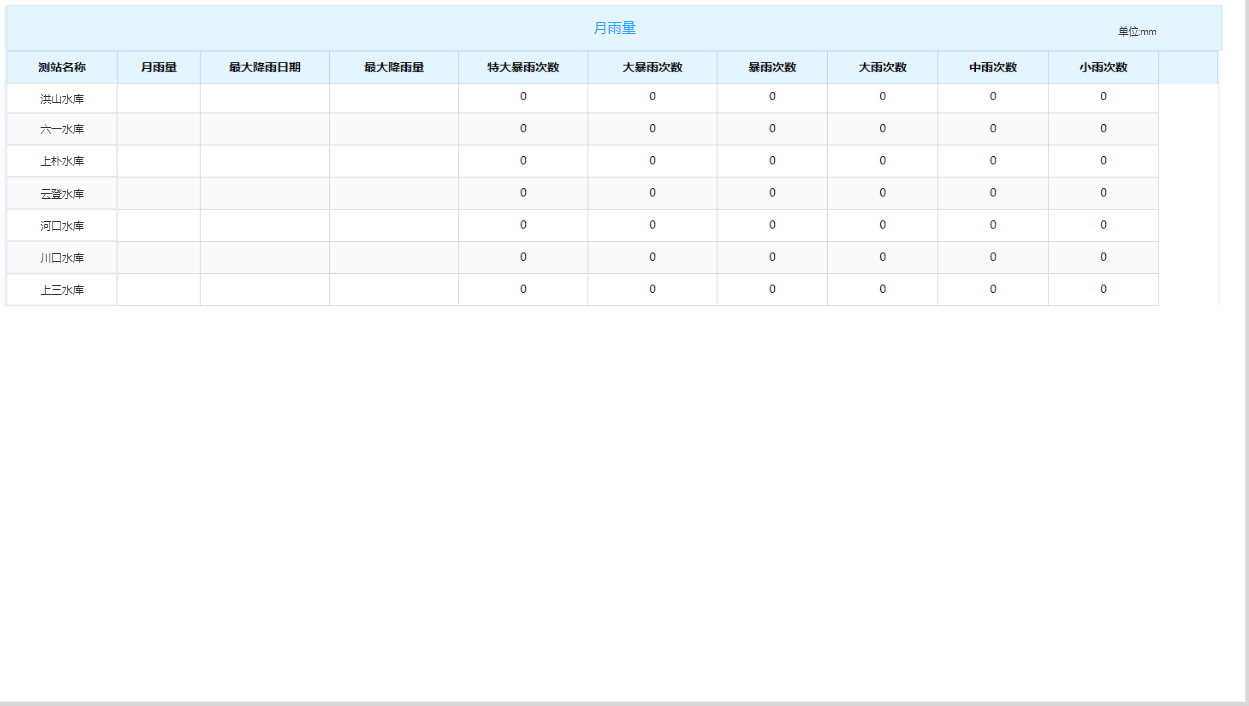 月雨量
单位:mm
测站名称 月雨量 最大降雨日期 最大降雨量 特大暴雨次数 大暴雨次数 暴雨次数 大雨次数 中雨次数 小雨次数
洪山水库 0 0 0 0 0 0
六一水库 0 0 0 0 0 0
上朴水库 0 0 0 0 0 0
云登水库 0 0 0 0 0 0
河口水库 0 0 0 0 0 0
川口水库 0 0 0 0 0 0
上三水库 0 0 0 0 0 0